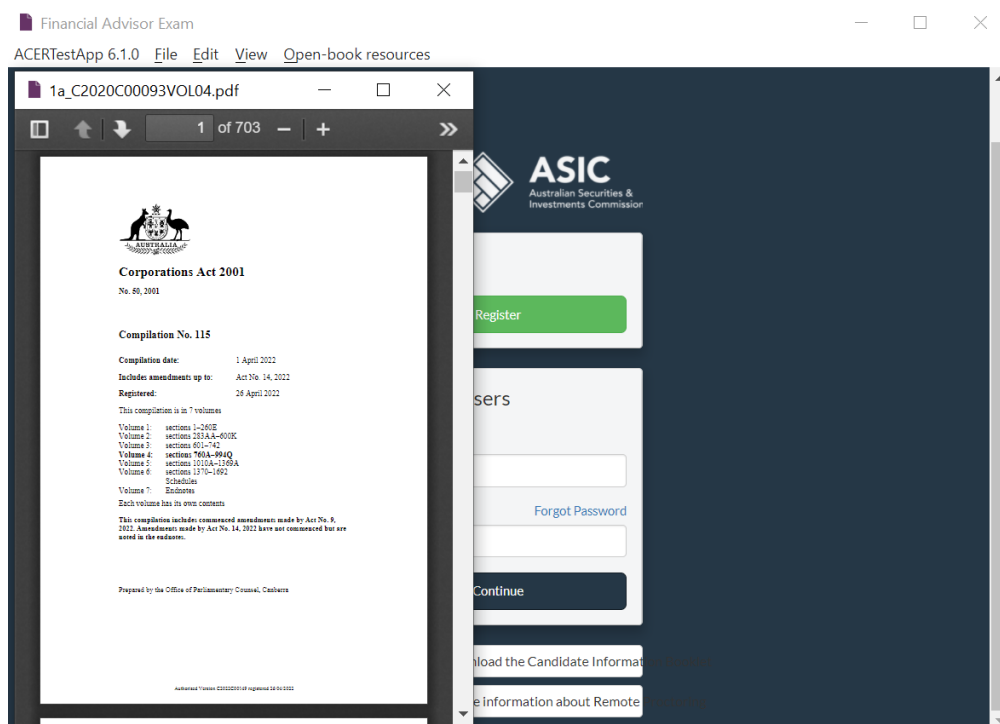 Financial Advisor Exam
ACERTestApp 6.1.0 File Edit View Open-book resources
1a_C2020C00093VOL04.pdf
1 of 703
AUSTRALIA
Corporations Act 2001
No. 50, 2001
Compilation No. 115
Compilation date: 1 April 2022
Includes amendments up to: Act No. 14, 2022
Registered: 26 April 2022
This compilation is in 7 volumes
Volume 1: sections 1–260E
Volume 2: sections 283AA–600K
Volume 3: sections 601–742
Volume 4: sections 760A–994Q
Volume 5: sections 1010A–1369A
Volume 6: sections 1370–1692
Schedules
Volume 7: Endnotes
Each volume has its own contents
This compilation includes commenced amendments made by Act No. 9,
2022. Amendments made by Act No. 14, 2022 have not commenced but are
noted in the endnotes.
Prepared by the Office of Parliamentary Counsel, Canberra
ASIC
Australian Securities &
Investments Commission
Register
sers
Forgot Password
Continue
nload the Candidate Informat
e information about Remote